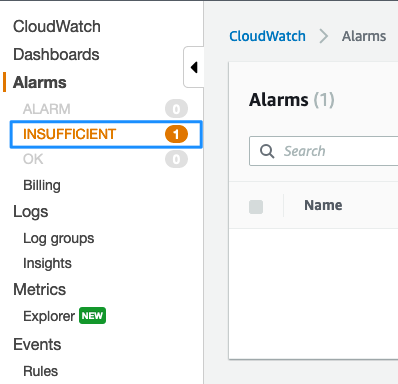 CloudWatch
Dashboards
Alarms
ALARM 0
INSUFFICIENT 1
OK 0
Billing
Logs
Log groups
Insights
Metrics
Explorer NEW
Events
Rules
CloudWatch > Alarms
Alarms (1)
Search
Name